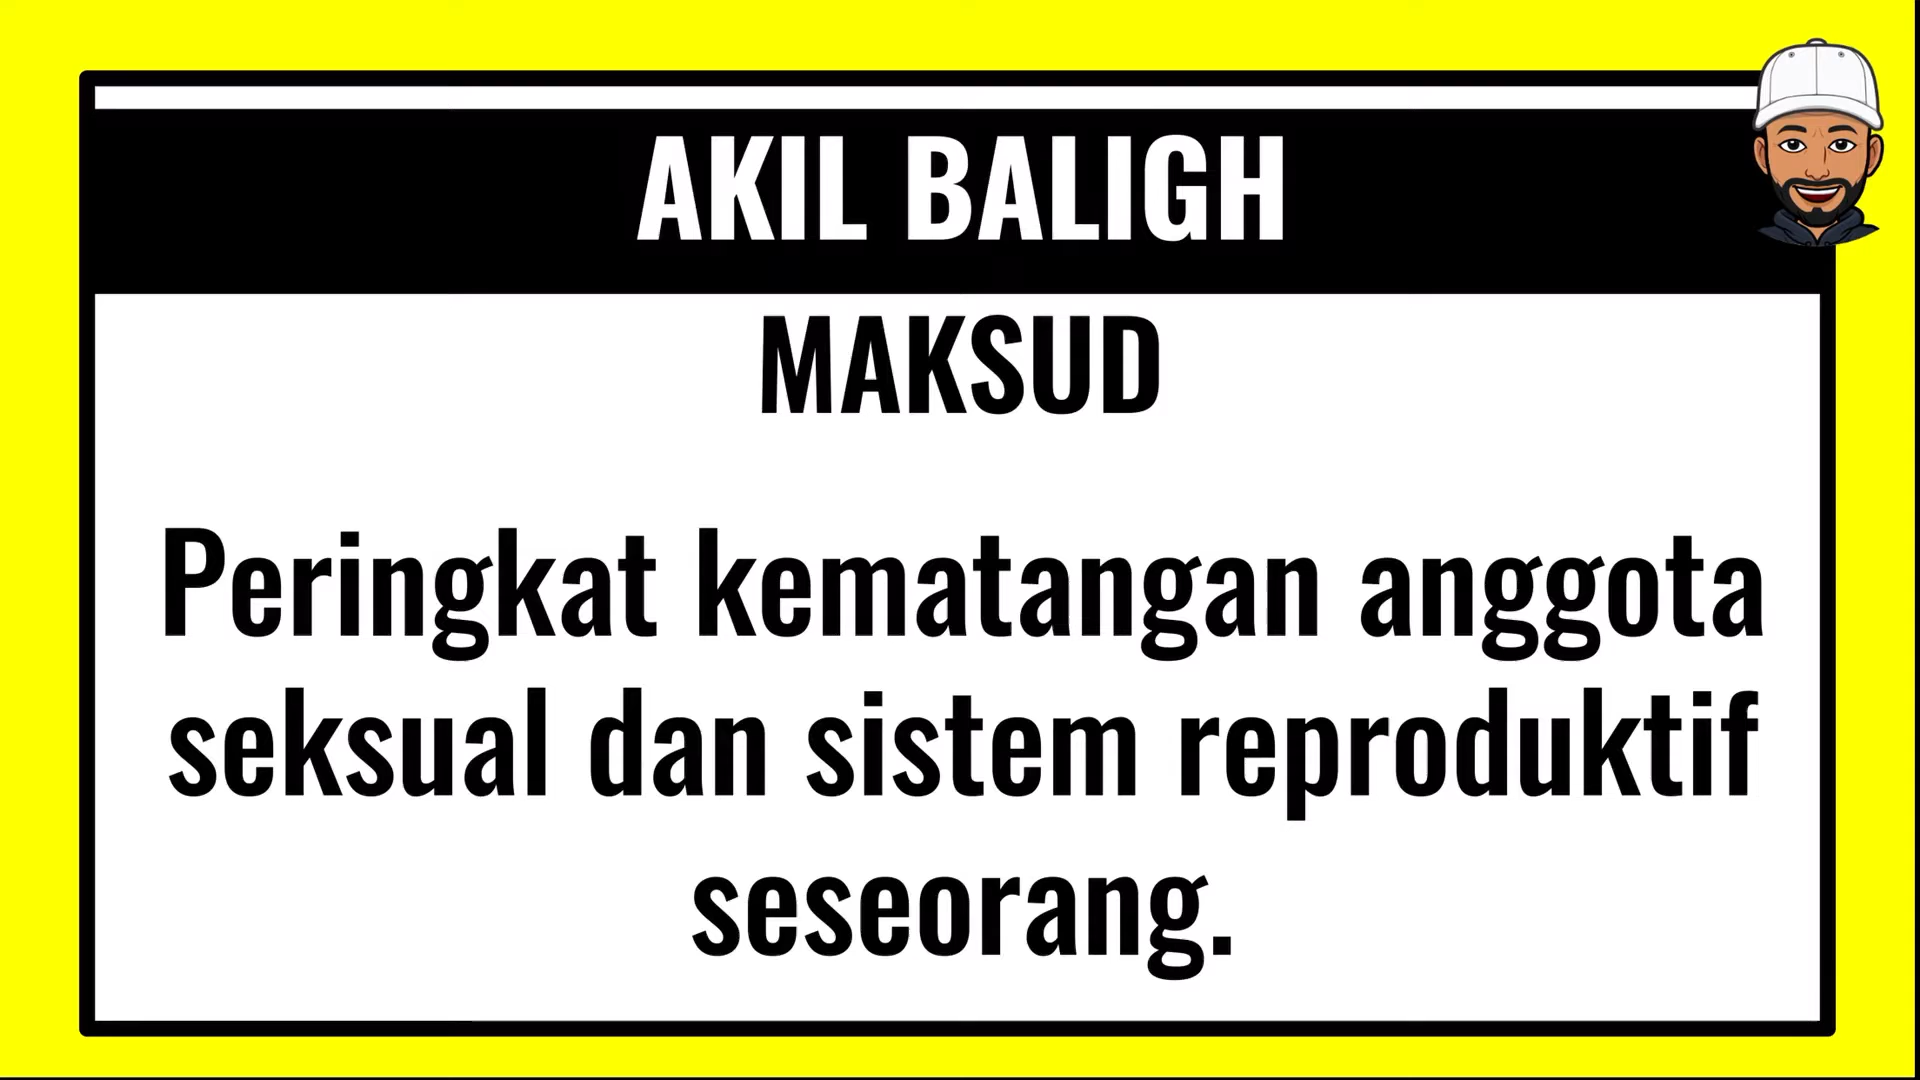 AKIL BALIGH
MAKSUD
Peringkat kematangan anggota
seksual dan sistem reproduktif
seseorang.